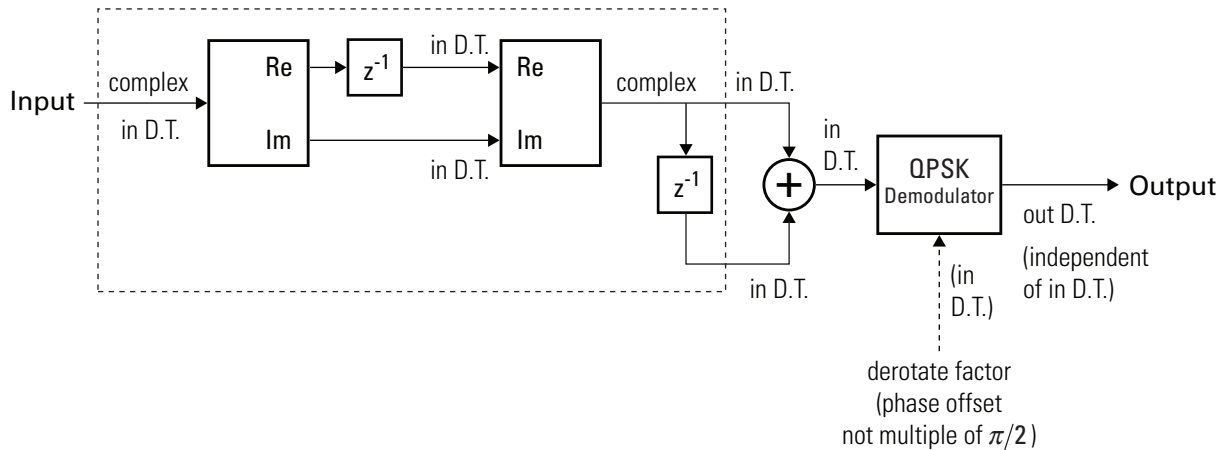 Input
complex
in D.T.
Re
Im
z-1
in D.T.
in D.T.
Re
Im
complex
z-1
in D.T.
in D.T.
+
in
D.T.
QPSK
Demodulator
Output
out D.T.
(independent
of in D.T.)
(in
D.T.)
derotate factor
(phase offset
not multiple of π/2)